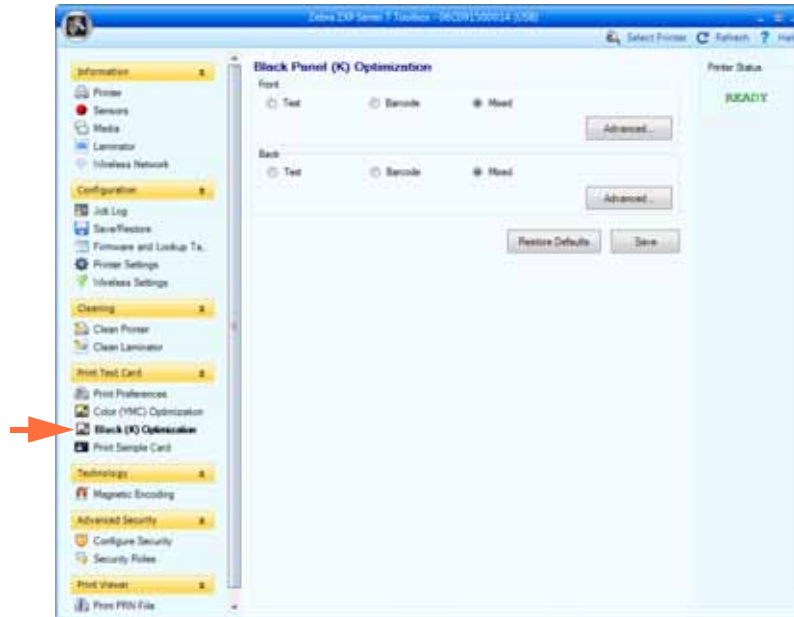 Zebra ZXP Series 7 Toolbox - 06C091500014 (USB)
Select Printer Refresh ? Help
Information
Printer
Sensors
Media
Laminator
Wireless Network
Configuration
Job Log
Save/Restore
Firmware and Lookup Ta.
Printer Settings
Wireless Settings
Cleaning
Clean Printer
Clean Laminator
Print Test Card
Print Preferences
Color (YMC) Optimization
Black (K) Optimization
Print Sample Card
Technology
Magnetic Encoding
Advanced Security
Configure Security
Security Roles
Print Viewer
Print PRN File
Black Panel (K) Optimization
Front
Text Barcode Mixed
Advanced...
Back
Text Barcode Mixed
Advanced...
Restore Defaults Save
Printer Status
READY